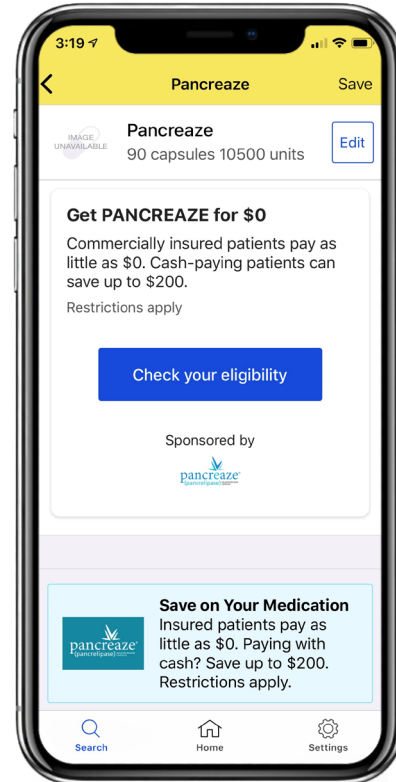 3:19
Pancreaze
Save
IMAGE
UNAVAILABLE
Pancreaze
90 capsules 10500 units
Edit
Get PANCREAZE for $0
Commercially insured patients pay as
little as $0. Cash-paying patients can
save up to $200.
Restrictions apply
Check your eligibility
Sponsored by
pancreaze
(pancrelipase)
pancreaze
(pancrelipase)
Save on Your Medication
Insured patients pay as
little as $0. Paying with
cash? Save up to $200.
Restrictions apply.
Search
Home
Settings